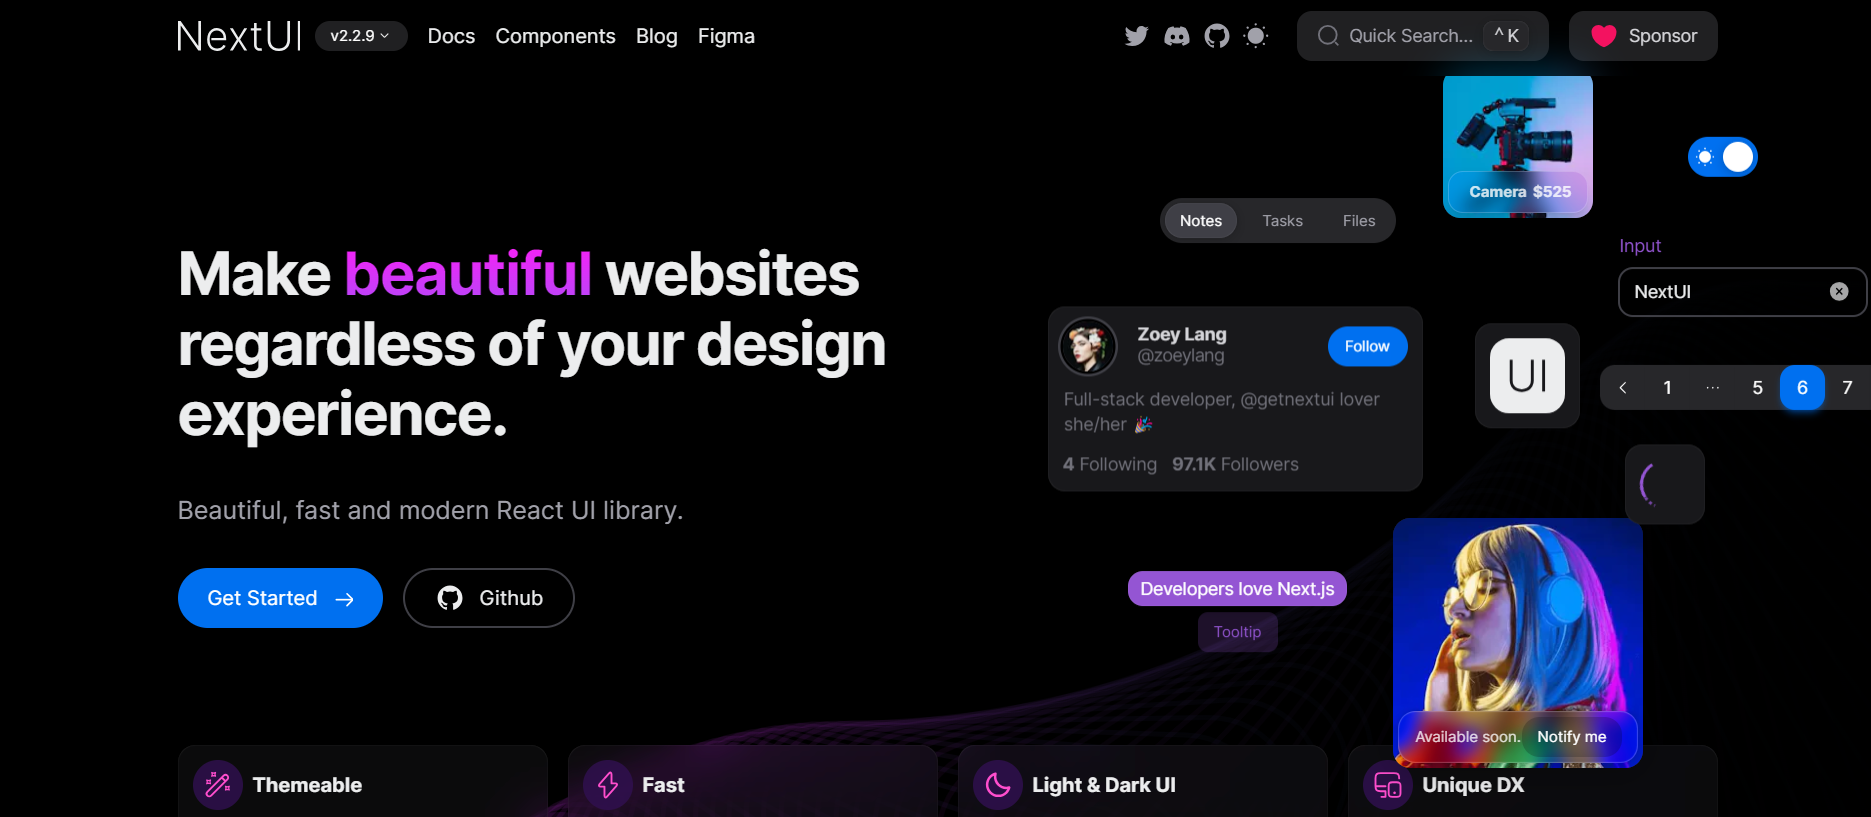 NextUI v2.2.9 Docs Components Blog Figma
Quick Search... ^ K Sponsor
Camera $525
Notes Tasks Files
Input
NextUI
Make beautiful websites
regardless of your design
experience.
Zoey Lang
@zoeylang
Follow
Full-stack developer, @getnextui lover
she/her 🎉
4 Following 97.1K Followers
UI
1 ... 5 6 7
Beautiful, fast and modern React UI library.
Get Started → Github
Developers love Next.js
Tooltip
Available soon. Notify me
Themeable
Fast
Light & Dark UI
Unique DX